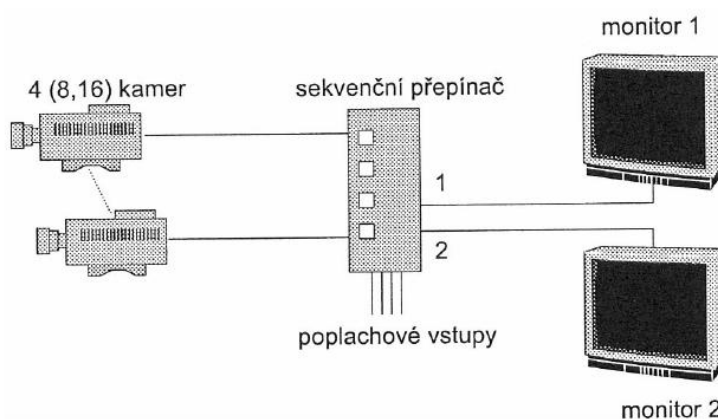 monitor 1
4 (8,16) kamer
sekvenční přepínač
1
2
poplachové vstupy
monitor 2